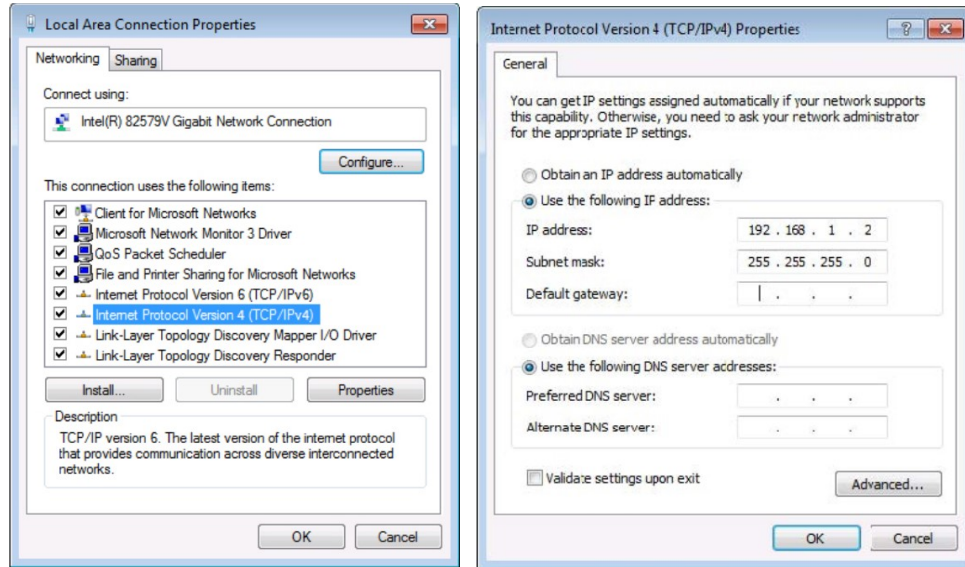 Local Area Connection Properties
Networking
Sharing
Connect using:
Intel(R) 82579V Gigabit Network Connection
Configure...
This connection uses the following items:
Client for Microsoft Networks
Microsoft Network Monitor 3 Driver
QoS Packet Scheduler
File and Printer Sharing for Microsoft Networks
Internet Protocol Version 6 (TCP/IPv6)
Internet Protocol Version 4 (TCP/IPv4)
Link-Layer Topology Discovery Mapper I/O Driver
Link-Layer Topology Discovery Responder
Install...
Uninstall
Properties
Description
TCP/IP version 6. The latest version of the internet protocol
that provides communication across diverse interconnected
networks.
OK
Cancel
Internet Protocol Version 4 (TCP/IPv4) Properties
General
You can get IP settings assigned automatically if your network supports
this capability. Otherwise, you need to ask your network administrator
for the appropriate IP settings.
Obtain an IP address automatically
Use the following IP address:
IP address: 192 . 168 . 1 . 2
Subnet mask: 255 . 255 . 255 . 0
Default gateway: . . .
Obtain DNS server address automatically
Use the following DNS server addresses:
Preferred DNS server: . . .
Alternate DNS server: . . .
Validate settings upon exit
Advanced...
OK
Cancel